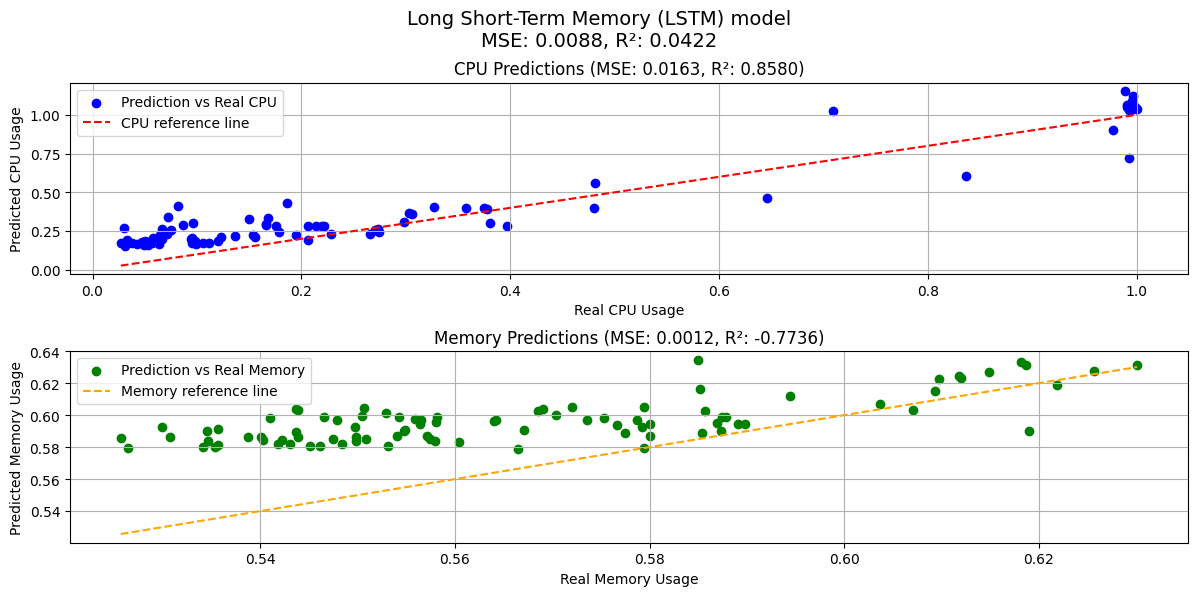 Long Short-Term Memory (LSTM) model
MSE: 0.0088, R²: 0.0422
CPU Predictions (MSE: 0.0163, R²: 0.8580)
Prediction vs Real CPU
CPU reference line
Predicted CPU Usage
1.00
0.75
0.50
0.25
0.00
0.0 0.2 0.4 0.6 0.8 1.0
Real CPU Usage
Memory Predictions (MSE: 0.0012, R²: -0.7736)
Prediction vs Real Memory
Memory reference line
Predicted Memory Usage
0.64
0.62
0.60
0.58
0.56
0.54
0.54 0.56 0.58 0.60 0.62
Real Memory Usage